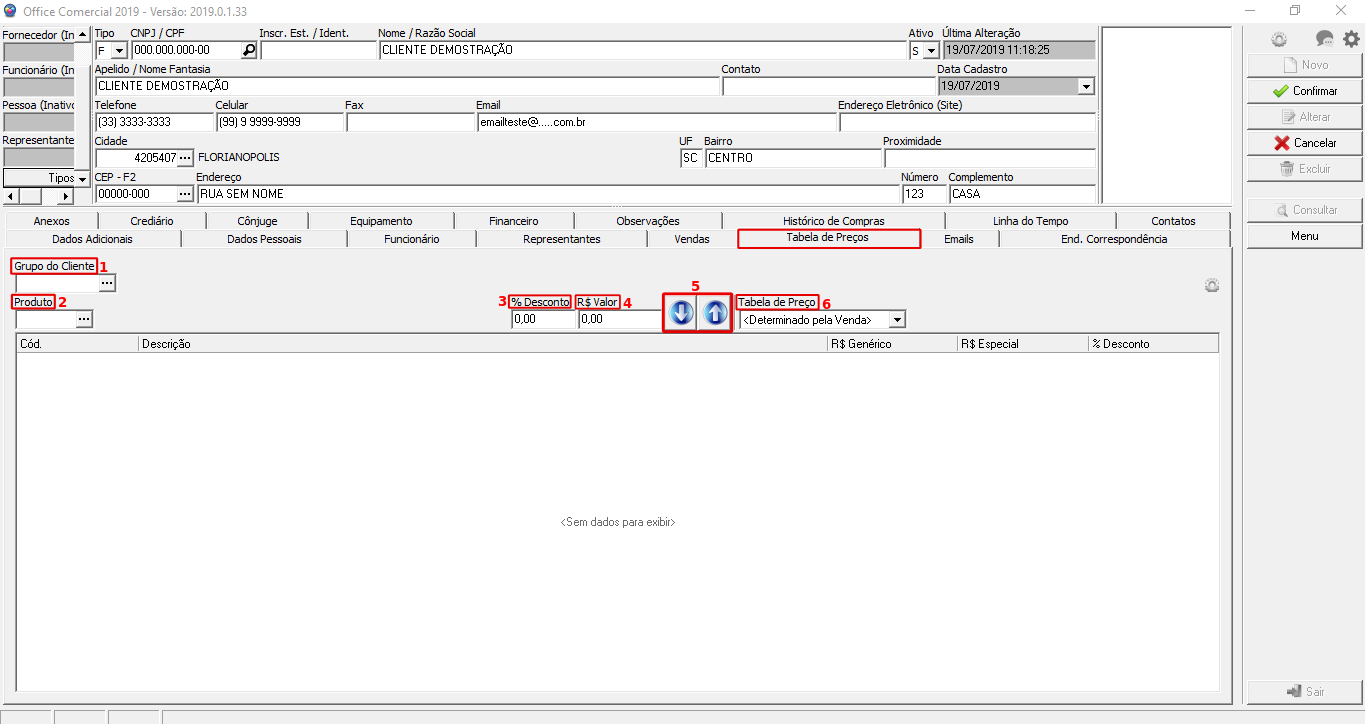 Office Comercial 2019 - Versão: 2019.0.1.33
Fornecedor (In
Funcionário (In
Pessoa (Inativo
Representante
Tipos
Tipo CNPJ / CPF Inscr. Est. / Ident. Nome / Razão Social Ativo Última Alteração
F 000.000.000-00 CLIENTE DEMOSTRAÇÃO S 19/07/2019 11:18:25
Apelido / Nome Fantasia Contato Data Cadastro
CLIENTE DEMOSTRAÇÃO 19/07/2019
Telefone Celular Fax Email Endereço Eletrônico (Site)
(33) 3333-3333 (99) 9 9999-9999 emailteste@.....com.br
Cidade UF Bairro Proximidade
4205407 ... FLORIANOPOLIS SC CENTRO
CEP - F2 Endereço Número Complemento
00000-000 ... RUA SEM NOME 123 CASA
Novo
Confirmar
Alterar
Cancelar
Excluir
Consultar
Menu
Anexos Crediário Cônjuge Equipamento Financeiro Observações Histórico de Compras Linha do Tempo Contatos
Dados Adicionais Dados Pessoais Funcionário Representantes Vendas Tabela de Preços Emails End. Correspondência
Grupo do Cliente 1
...
Produto 2 3 % Desconto R$ Valor 4 5 Tabela de Preço 6
... 0,00 0,00 <Determinado pela Venda>
Cód. Descrição R$ Genérico R$ Especial % Desconto
<Sem dados para exibir>
Sair